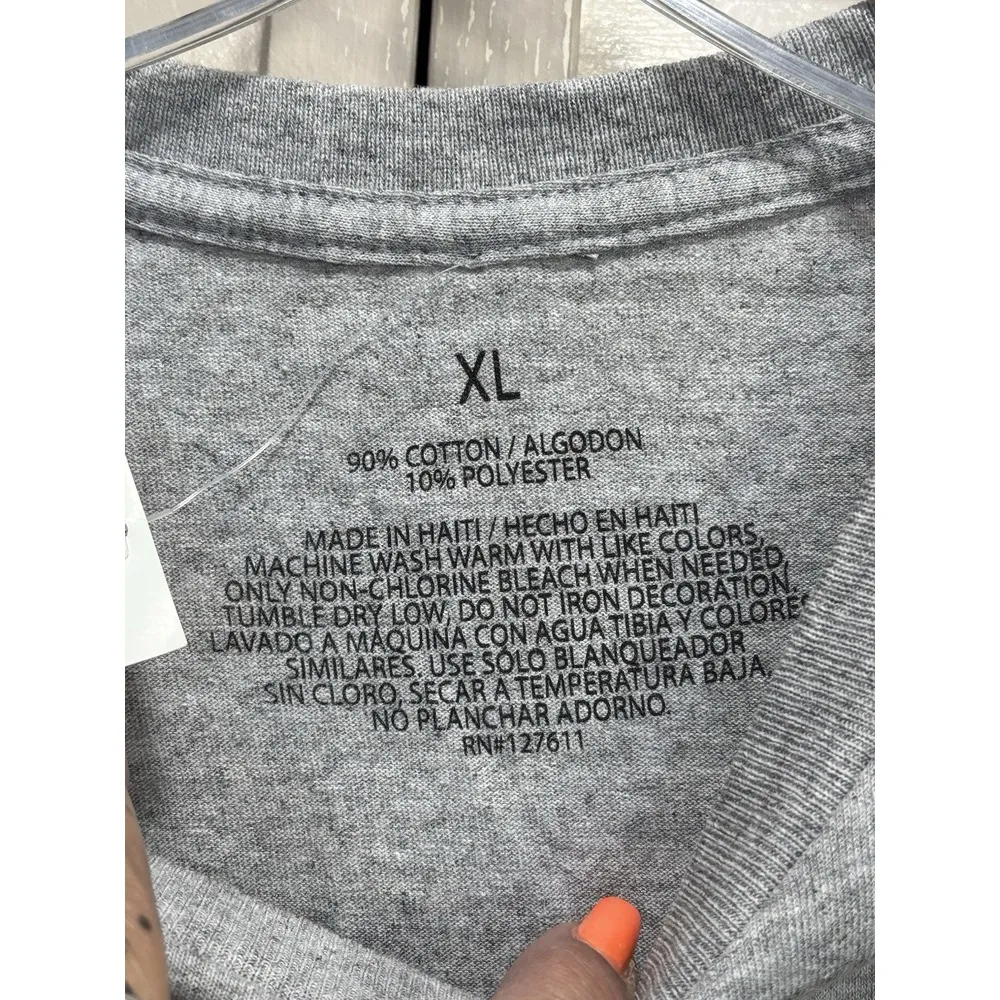 XL
90% COTTON / ALGODON
10% POLYESTER
MADE IN HAITI / HECHO EN HAITI
MACHINE WASH WARM WITH LIKE COLORS,
ONLY NON-CHLORINE BLEACH WHEN NEEDED,
TUMBLE DRY LOW, DO NOT IRON DECORATION.
LAVADO A MAQUINA CON AGUA TIBIA Y COLORES
SIMILARES, USE SOLO BLANQUEADOR
SIN CLORO, SECAR A TEMPERATURA BAJA,
NO PLANCHAR ADORNO.
RN#127611